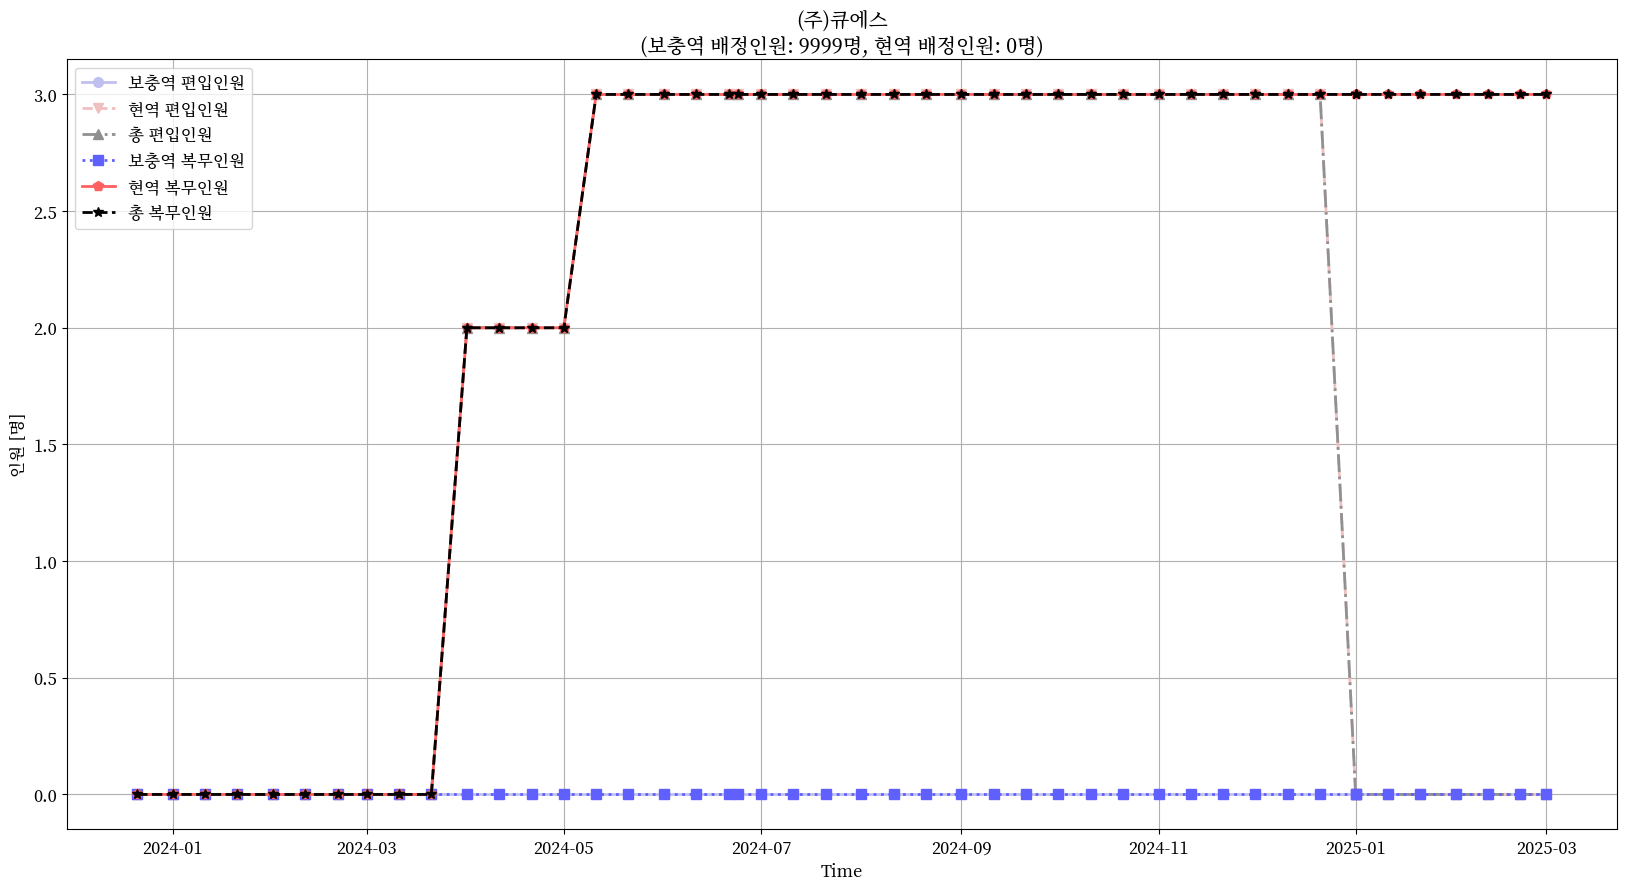 (주)큐에스
(보충역 배정인원: 9999명, 현역 배정인원: 0명)
보충역 편입인원
현역 편입인원
총 편입인원
보충역 복무인원
현역 복무인원
총 복무인원
인원 [명]
3.0
2.5
2.0
1.5
1.0
0.5
0.0
2024-01 2024-03 2024-05 2024-07 2024-09 2024-11 2025-01 2025-03
Time